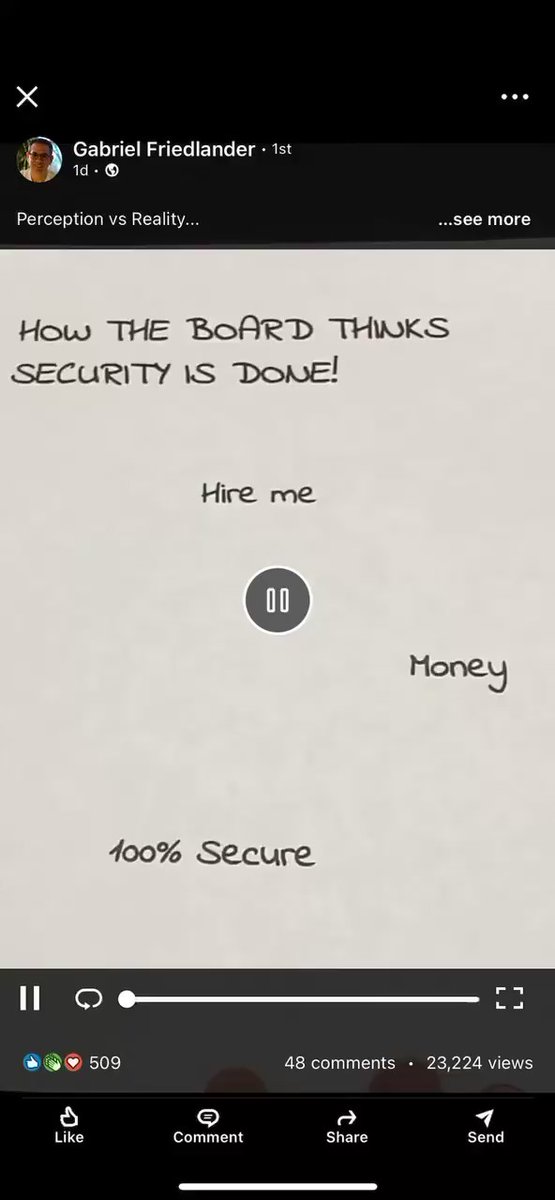 Gabriel Friedlander • 1st
1d •
Perception vs Reality... ...see more
HOW THE BOARD THINKS
SECURITY IS DONE!
Hire me
Money
100% Secure
509 48 comments • 23,224 views
Like Comment Share Send